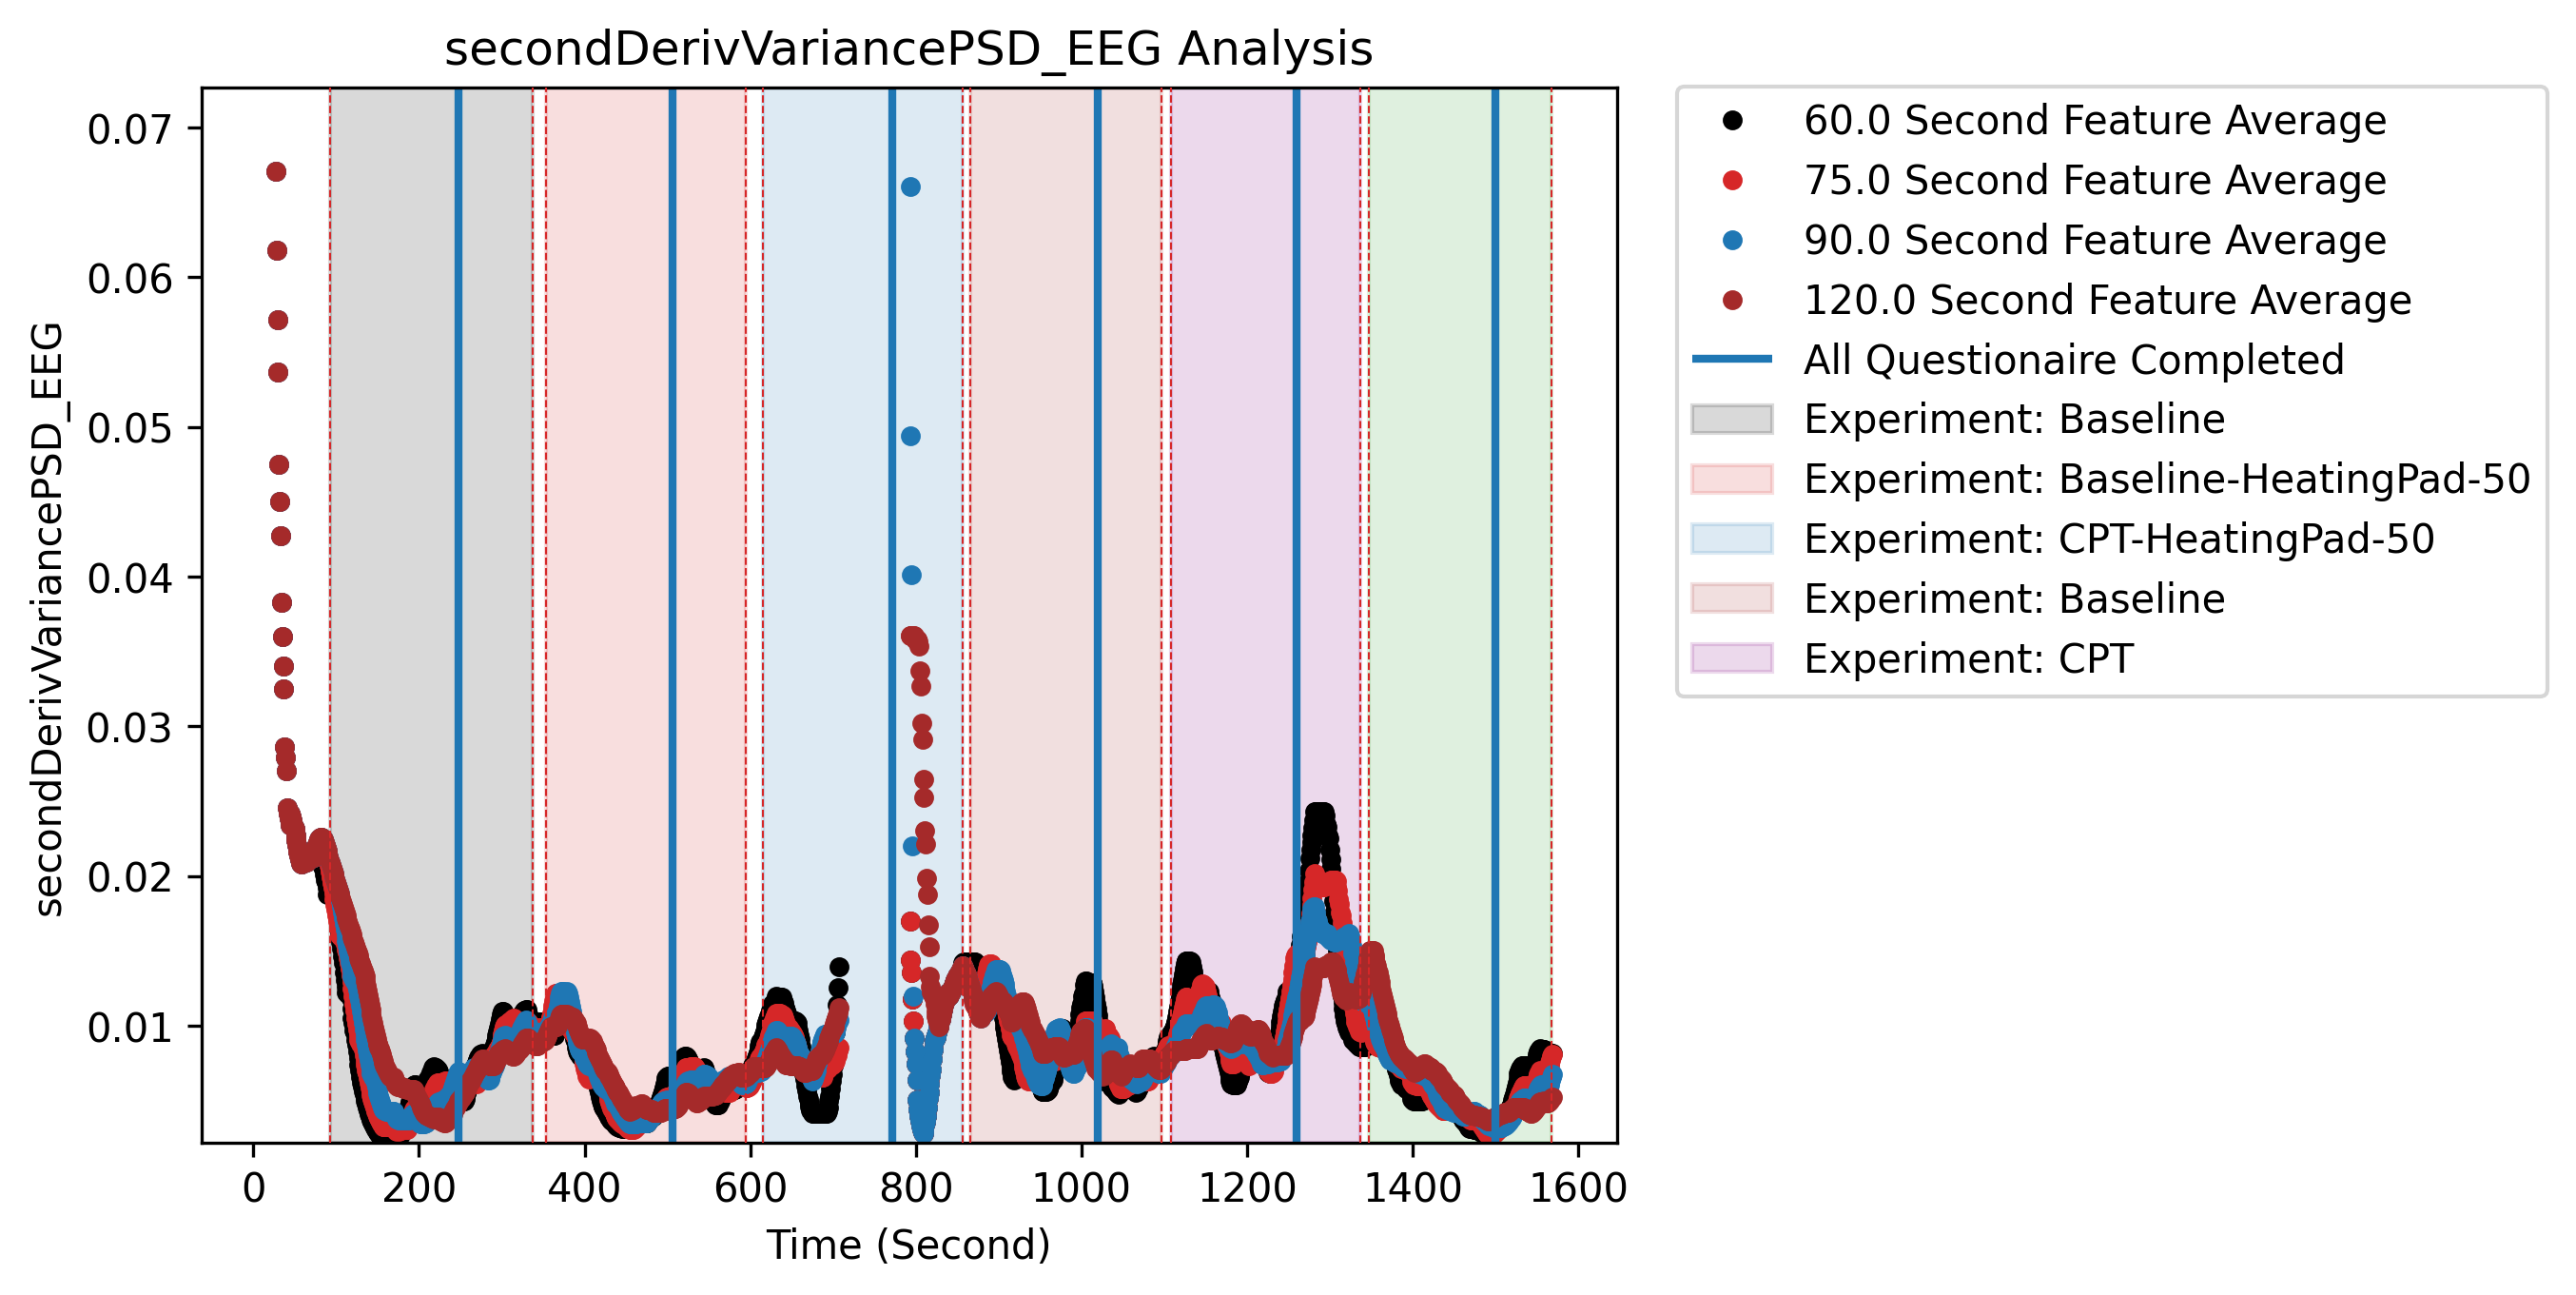 secondDerivVariancePSD_EEG Analysis
secondDerivVariancePSD_EEG
0.07
0.06
0.05
0.04
0.03
0.02
0.01
0 200 400 600 800 1000 1200 1400 1600
Time (Second)
60.0 Second Feature Average
75.0 Second Feature Average
90.0 Second Feature Average
120.0 Second Feature Average
All Questionaire Completed
Experiment: Baseline
Experiment: Baseline-HeatingPad-50
Experiment: CPT-HeatingPad-50
Experiment: Baseline
Experiment: CPT